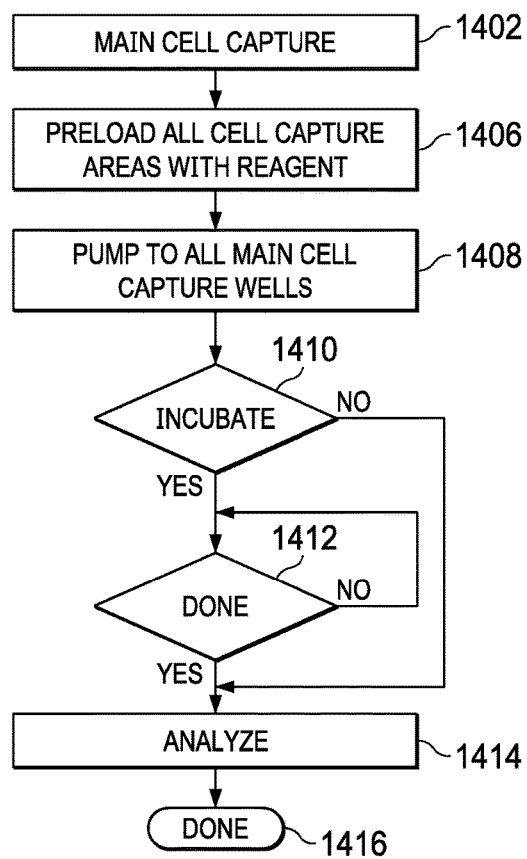 MAIN CELL CAPTURE
1402
PRELOAD ALL CELL CAPTURE
AREAS WITH REAGENT
1406
PUMP TO ALL MAIN CELL
CAPTURE WELLS
1408
1410
INCUBATE
NO
YES
1412
DONE
NO
YES
ANALYZE
1414
DONE
1416